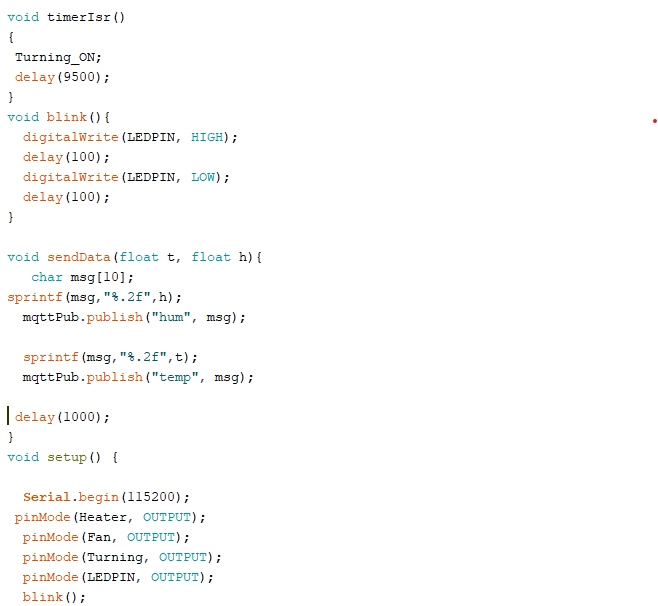 void timerIsr()
{
 Turning_ON;
 delay(9500);
}
void blink(){
  digitalWrite(LEDPIN, HIGH);
  delay(100);
  digitalWrite(LEDPIN, LOW);
  delay(100);
}

void sendData(float t, float h){
   char msg[10];
sprintf(msg,"%.2f",h);
  mqttPub.publish("hum", msg);

  sprintf(msg,"%.2f",t);
  mqttPub.publish("temp", msg);

 delay(1000);
}
void setup() {

  Serial.begin(115200);
 pinMode(Heater, OUTPUT);
  pinMode(Fan, OUTPUT);
  pinMode(Turning, OUTPUT);
  pinMode(LEDPIN, OUTPUT);
  blink();